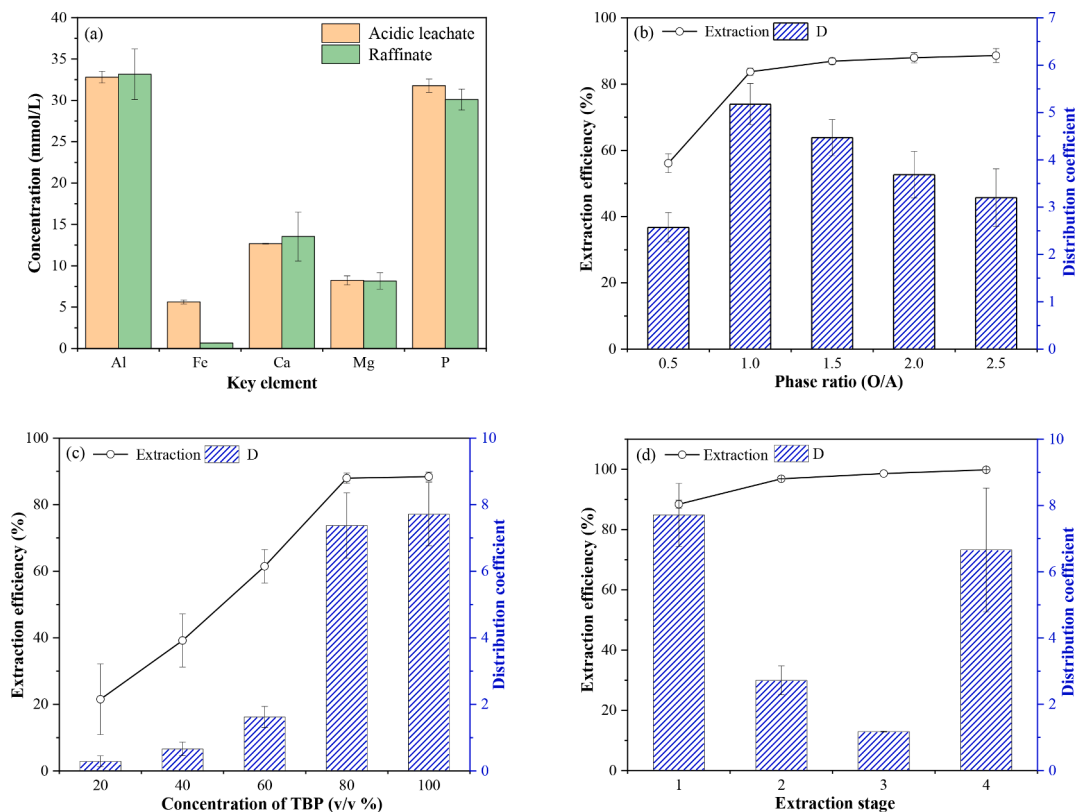 (a)
Acidic leachate
Raffinate
40
35
30
25
20
15
10
5
0
Concentration (mmol/L)
Al Fe Ca Mg P
Key element
(b)
Extraction D
100
80
60
40
20
0
Extraction efficiency (%)
7
6
5
4
3
2
1
0
Distribution coefficient
0.5 1.0 1.5 2.0 2.5
Phase ratio (O/A)
(c)
Extraction D
100
80
60
40
20
0
Extraction efficiency (%)
10
8
6
4
2
0
Distribution coefficient
20 40 60 80 100
Concentration of TBP (v/v %)
(d)
Extraction D
100
90
80
70
60
50
40
30
20
10
0
Extraction efficiency (%)
10
8
6
4
2
0
Distribution coefficient
1 2 3 4
Extraction stage